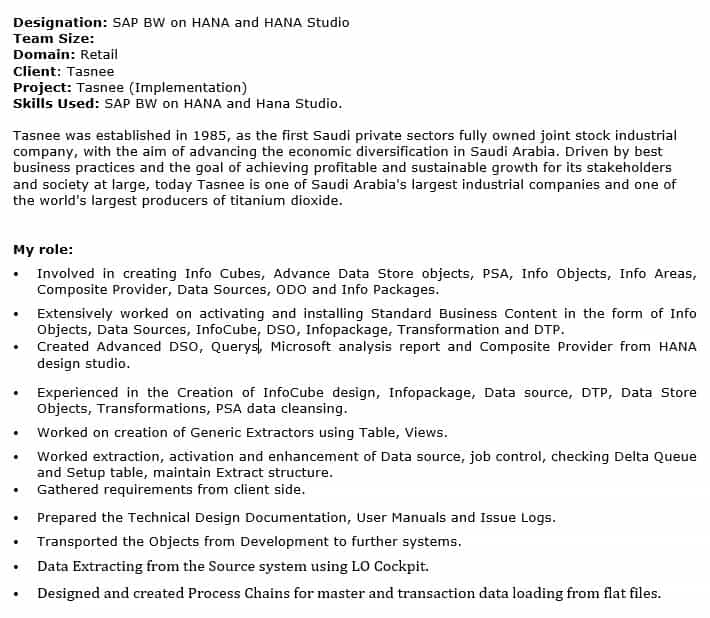 Designation: SAP BW on HANA and HANA Studio
Team Size:
Domain: Retail
Client: Tasnee
Project: Tasnee (Implementation)
Skills Used: SAP BW on HANA and Hana Studio.
Tasnee was established in 1985, as the first Saudi private sectors fully owned joint stock industrial
company, with the aim of advancing the economic diversification in Saudi Arabia. Driven by best
business practices and the goal of achieving profitable and sustainable growth for its stakeholders
and society at large, today Tasnee is one of Saudi Arabia's largest industrial companies and one of
the world's largest producers of titanium dioxide.
My role:
• Involved in creating Info Cubes, Advance Data Store objects, PSA, Info Objects, Info Areas,
Composite Provider, Data Sources, ODO and Info Packages.
• Extensively worked on activating and installing Standard Business Content in the form of Info
Objects, Data Sources, InfoCube, DSO, Infopackage, Transformation and DTP.
• Created Advanced DSO, Querys, Microsoft analysis report and Composite Provider from HANA
design studio.
• Experienced in the Creation of InfoCube design, Infopackage, Data source, DTP, Data Store
Objects, Transformations, PSA data cleansing.
• Worked on creation of Generic Extractors using Table, Views.
• Worked extraction, activation and enhancement of Data source, job control, checking Delta Queue
and Setup table, maintain Extract structure.
• Gathered requirements from client side.
• Prepared the Technical Design Documentation, User Manuals and Issue Logs.
• Transported the Objects from Development to further systems.
• Data Extracting from the Source system using LO Cockpit.
• Designed and created Process Chains for master and transaction data loading from flat files.